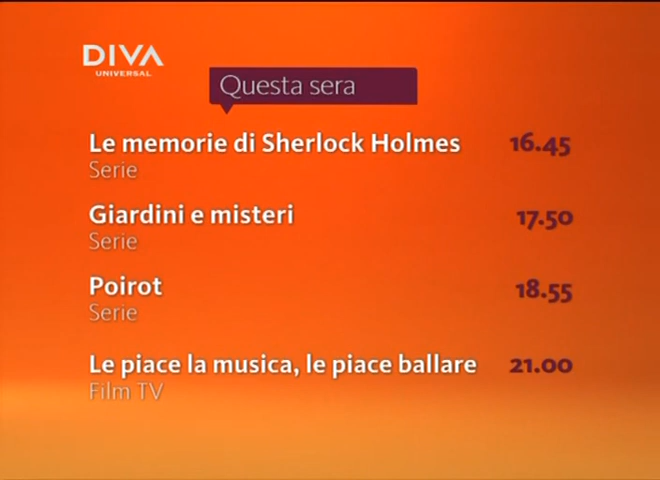 DIVA
UNIVERSAL
Questa sera
Le memorie di Sherlock Holmes 16.45
Serie
Giardini e misteri 17.50
Serie
Poirot 18.55
Serie
Le piace la musica, le piace ballare 21.00
Film TV